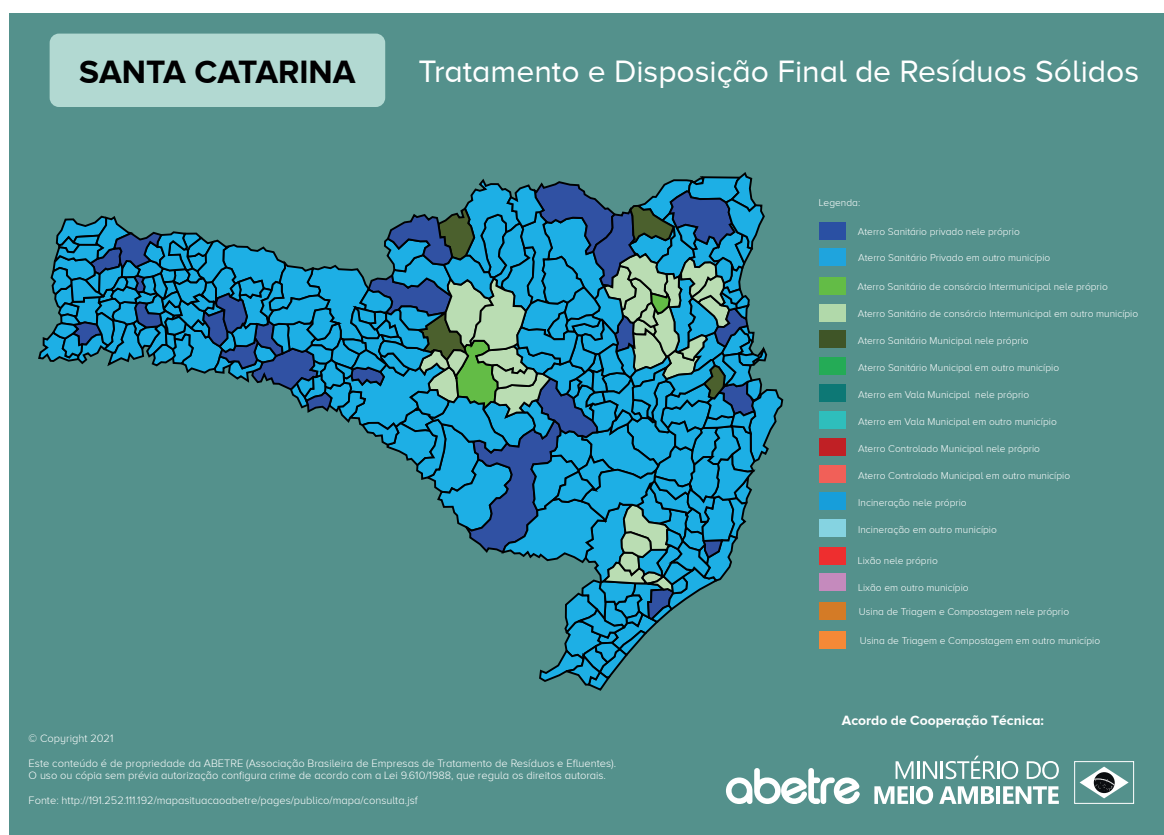 SANTA CATARINA
Tratamento e Disposição Final de Resíduos Sólidos
Legenda:
Aterro Sanitário privado nele próprio
Aterro Sanitário Privado em outro município
Aterro Sanitário de consórcio Intermunicipal nele próprio
Aterro Sanitário de consórcio Intermunicipal em outro município
Aterro Sanitário Municipal nele próprio
Aterro Sanitário Municipal em outro município
Aterro em Vala Municipal nele próprio
Aterro em Vala Municipal em outro município
Aterro Controlado Municipal nele próprio
Aterro Controlado Municipal em outro município
Incineração nele próprio
Incineração em outro município
Lixão nele próprio
Lixão em outro município
Usina de Triagem e Compostagem nele próprio
Usina de Triagem e Compostagem em outro município
© Copyright 2021
Este conteúdo é de propriedade da ABETRE (Associação Brasileira de Empresas de Tratamento de Resíduos e Efluentes).
O uso ou cópia sem prévia autorização configura crime de acordo com a Lei 9.610/1988, que regula os direitos autorais.
Fonte: http://191.252.111.192/mapasituacaoabetre/pages/publico/mapa/consulta.jsf
Acordo de Cooperação Técnica:
abetre
MINISTÉRIO DO
MEIO AMBIENTE